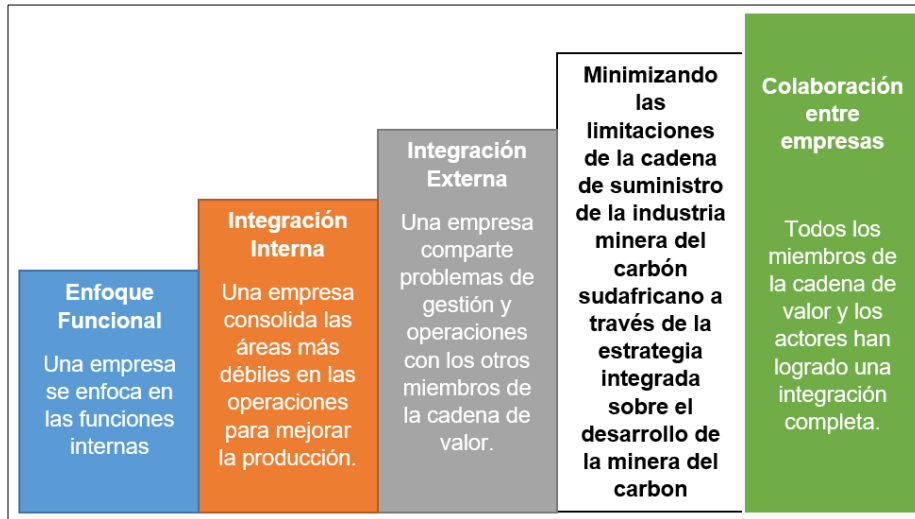 Enfoque
Funcional
Una empresa
se enfoca en
las funciones
internas
Integración
Interna
Una empresa
consolida las
áreas más
débiles en las
operaciones
para mejorar
la producción.
Integración
Externa
Una empresa
comparte
problemas de
gestión y
operaciones
con los otros
miembros de
la cadena de
valor.
Minimizando
las
limitaciones
de la cadena
de suministro
de la industria
minera del
carbón
sudafricano a
través de la
estrategia
integrada
sobre el
desarrollo de
la minera del
carbon
Colaboración
entre
empresas
Todos los
miembros de
la cadena de
valor y los
actores han
logrado una
integración
completa.